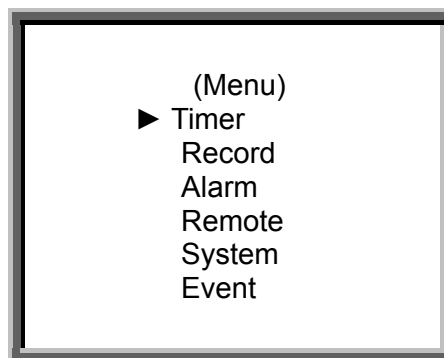 (Menu)
► Timer
Record
Alarm
Remote
System
Event